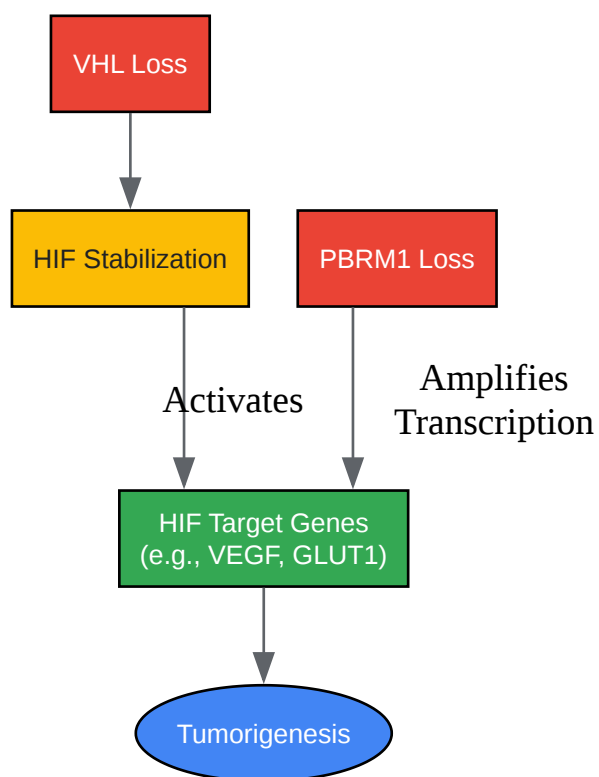 VHL Loss
HIF Stabilization
PBRM1 Loss
Activates
Amplifies
Transcription
HIF Target Genes
(e.g., VEGF, GLUT1)
Tumorigenesis